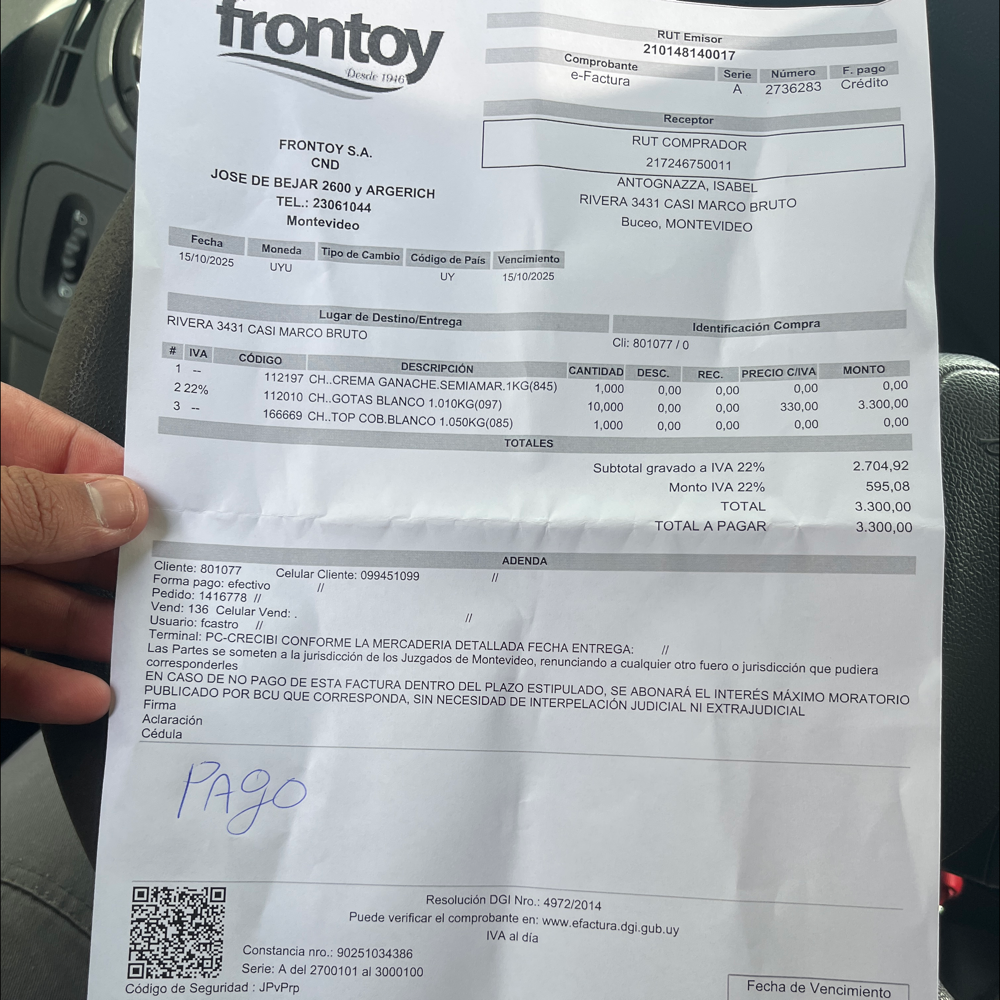 frontoy
Desde 1946
RUT Emisor
210148140017
Comprobante Serie Número F. pago
e-Factura A 2736283 Crédito
Receptor
RUT COMPRADOR
217246750011
FRONTOY S.A.
CND
JOSE DE BEJAR 2600 y ARGERICH
TEL.: 23061044
Montevideo
ANTOGNAZZA, ISABEL
RIVERA 3431 CASI MARCO BRUTO
Buceo, MONTEVIDEO
Fecha Moneda Tipo de Cambio Código de País Vencimiento
15/10/2025 UYU UY 15/10/2025
Lugar de Destino/Entrega Identificación Compra
RIVERA 3431 CASI MARCO BRUTO Cli: 801077 / 0
# IVA CÓDIGO DESCRIPCIÓN CANTIDAD DESC. REC. PRECIO C/IVA MONTO
1 -- 112197 CH..CREMA GANACHE.SEMIAMAR.1KG(845) 1,000 0,00 0,00 0,00 0,00
2 22% 112010 CH..GOTAS BLANCO 1.010KG(097) 10,000 0,00 0,00 330,00 3.300,00
3 -- 166669 CH..TOP COB.BLANCO 1.050KG(085) 1,000 0,00 0,00 0,00 0,00
TOTALES
Subtotal gravado a IVA 22% 2.704,92
Monto IVA 22% 595,08
TOTAL 3.300,00
TOTAL A PAGAR 3.300,00
ADENDA
Cliente: 801077 Celular Cliente: 099451099 //
Forma pago: efectivo //
Pedido: 1416778 //
Vend: 136 Celular Vend: . //
Usuario: fcastro //
Terminal: PC-CRECIBI CONFORME LA MERCADERIA DETALLADA FECHA ENTREGA: //
Las Partes se someten a la jurisdicción de los Juzgados de Montevideo, renunciando a cualquier otro fuero o jurisdicción que pudiera
corresponderles
EN CASO DE NO PAGO DE ESTA FACTURA DENTRO DEL PLAZO ESTIPULADO, SE ABONARÁ EL INTERÉS MÁXIMO MORATORIO
PUBLICADO POR BCU QUE CORRESPONDA, SIN NECESIDAD DE INTERPELACIÓN JUDICIAL NI EXTRAJUDICIAL
Firma
Aclaración
Cédula
PAgo
Resolución DGI Nro.: 4972/2014
Puede verificar el comprobante en: www.efactura.dgi.gub.uy
IVA al día
Constancia nro.: 90251034386
Serie: A del 2700101 al 3000100
Código de Seguridad : JPvPrp
Fecha de Vencimiento